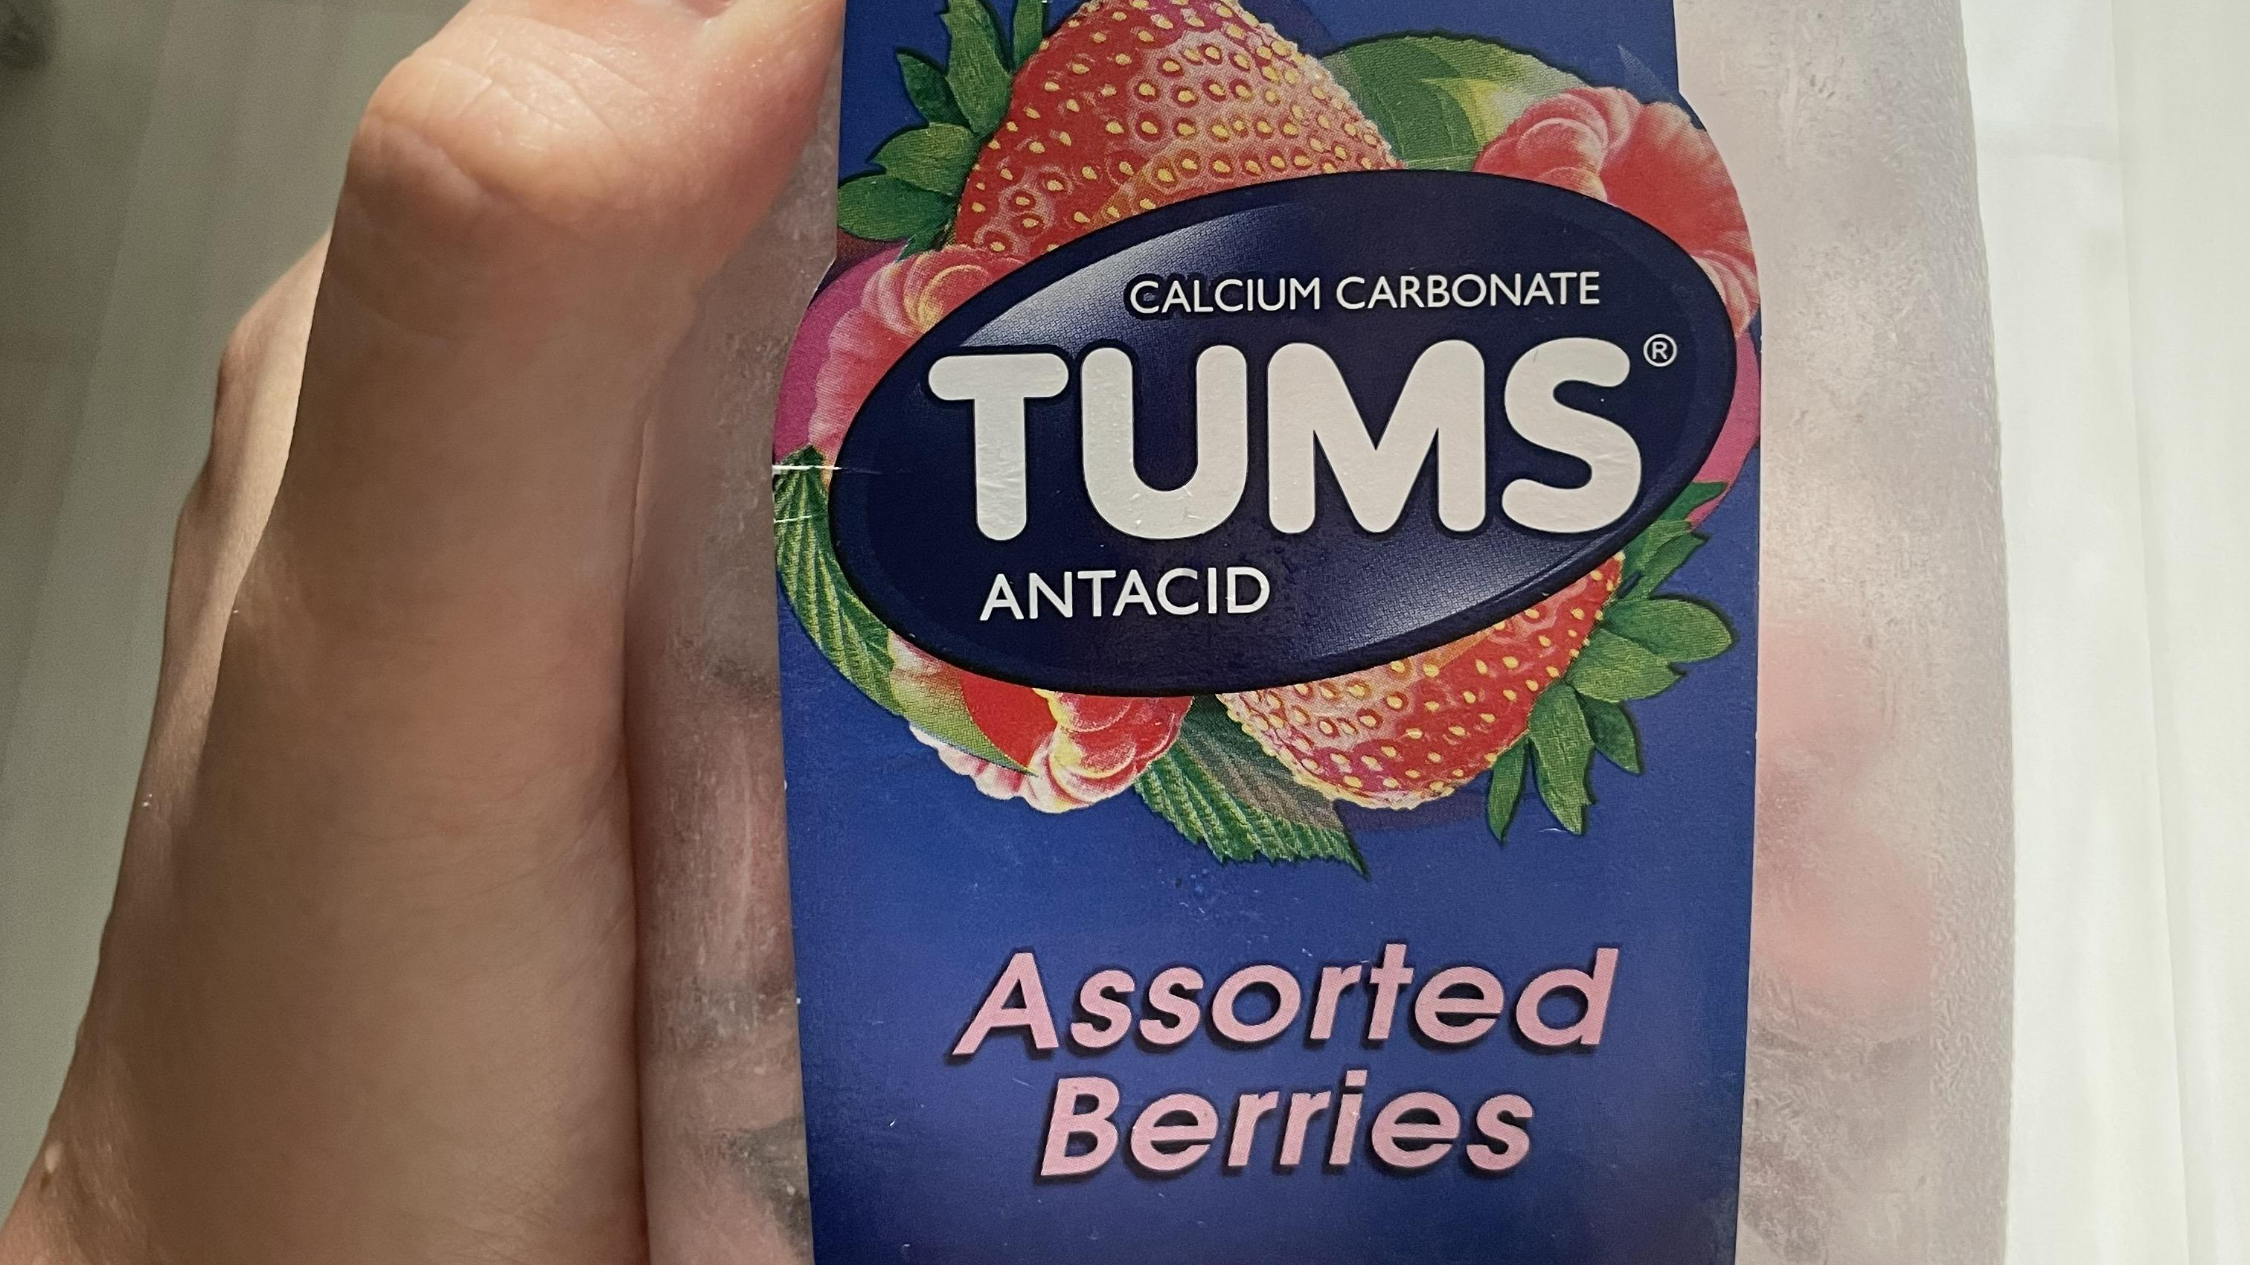 CALCIUM CARBONATE
TUMS®
ANTACID
Assorted
Berries